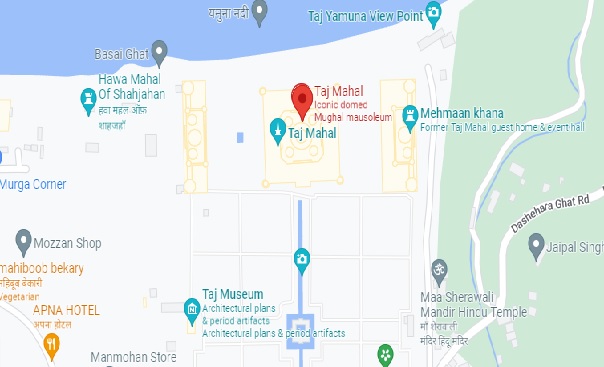 यमुना नदी
Taj Yamuna View Point
Basai Ghat
Hawa Mahal
Of Shahjahan
हवा महल ऑफ़
शाहजहाँ
Taj Mahal
Iconic domed
Mughal mausoleum
Taj Mahal
Mehmaan khana
Former Taj Mahal guest home & event hall
Murga Corner
Dashehara Ghat Rd
Mozzan Shop
Jaipal Singh
mahiboob bekary
महिबूब बेकारी
vegetarian
Taj Museum
Architectural plans
& period artifacts
Architectural plans & period artifacts
Maa Sherawali
Mandir Hindu Temple
माँ शेरावाली
मंदिर हिंदू मंदिर
APNA HOTEL
अपना होटल
Manmohan Store